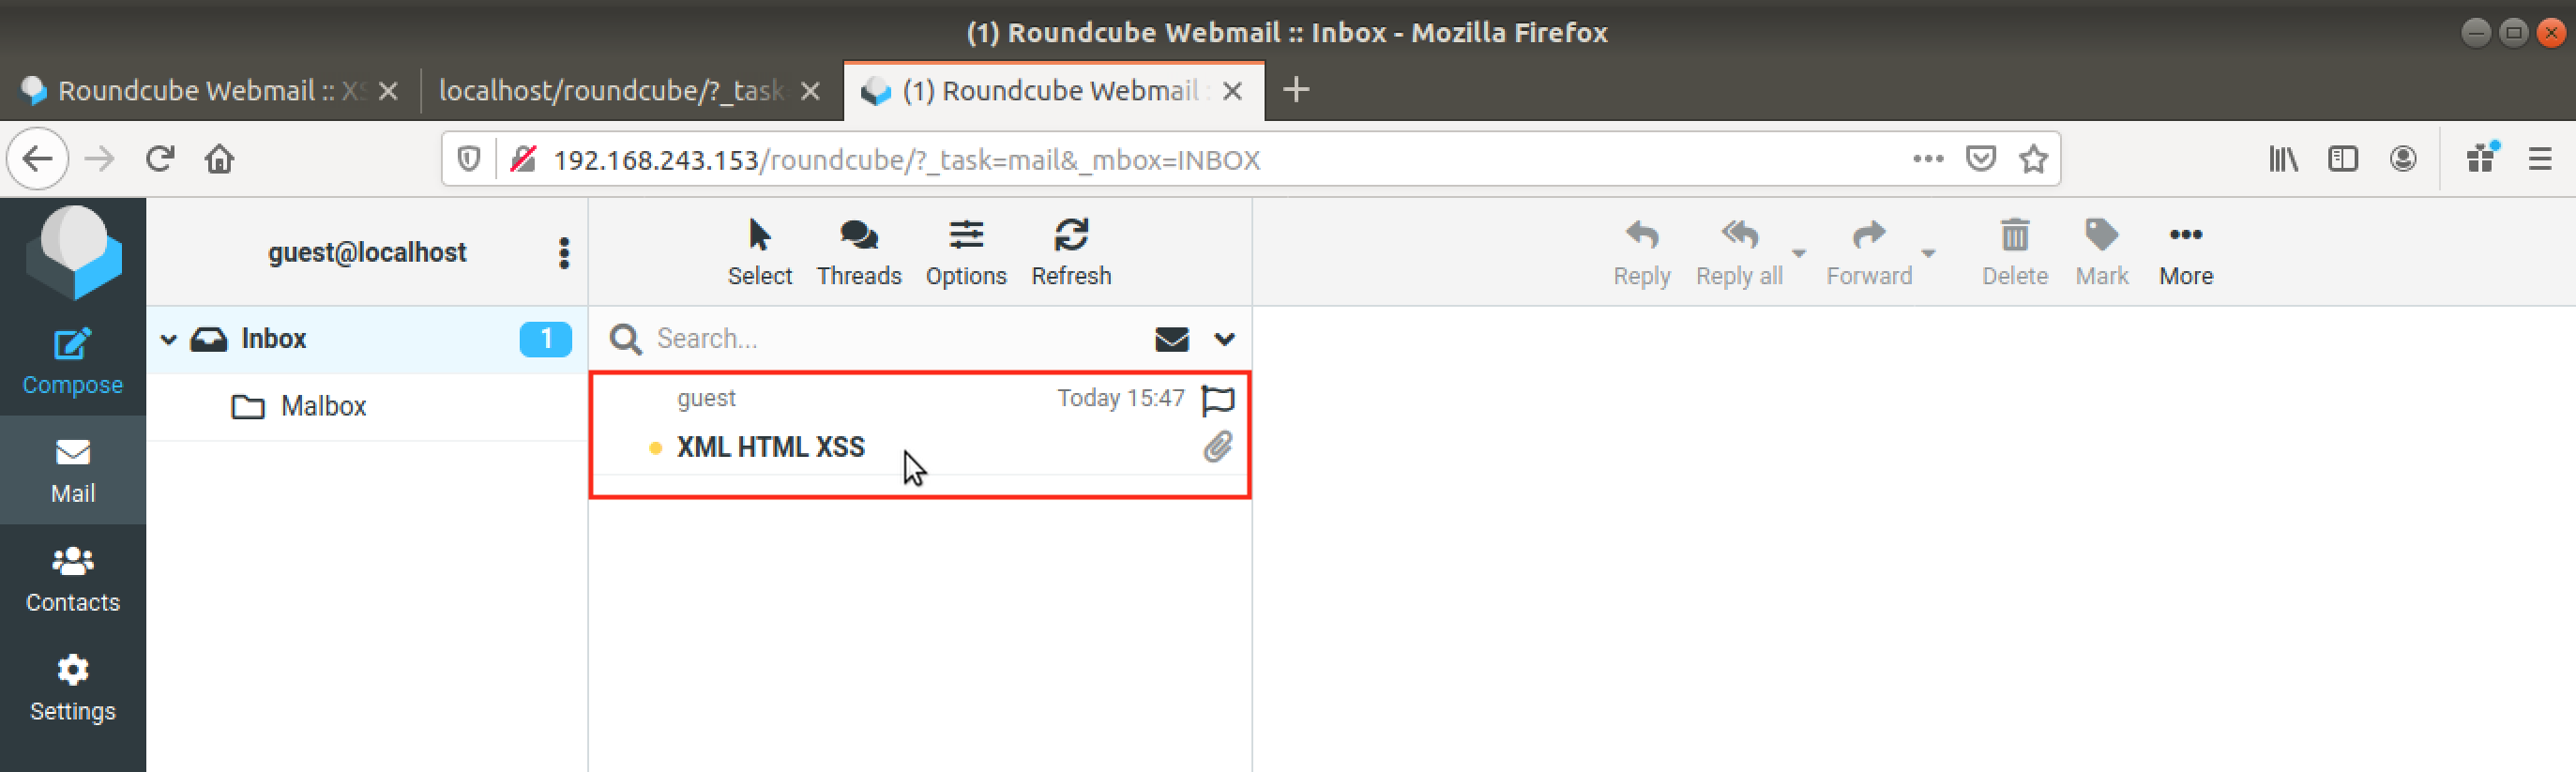 (1) Roundcube Webmail :: Inbox - Mozilla Firefox
Roundcube Webmail :: XS
localhost/roundcube/?_task
(1) Roundcube Webmail :
192.168.243.153/roundcube/?_task=mail&_mbox=INBOX
guest@localhost
Select
Threads
Options
Refresh
Reply
Reply all
Forward
Delete
Mark
More
Compose
Mail
Contacts
Settings
Inbox 1
Malbox
Search...
guest Today 15:47
XML HTML XSS